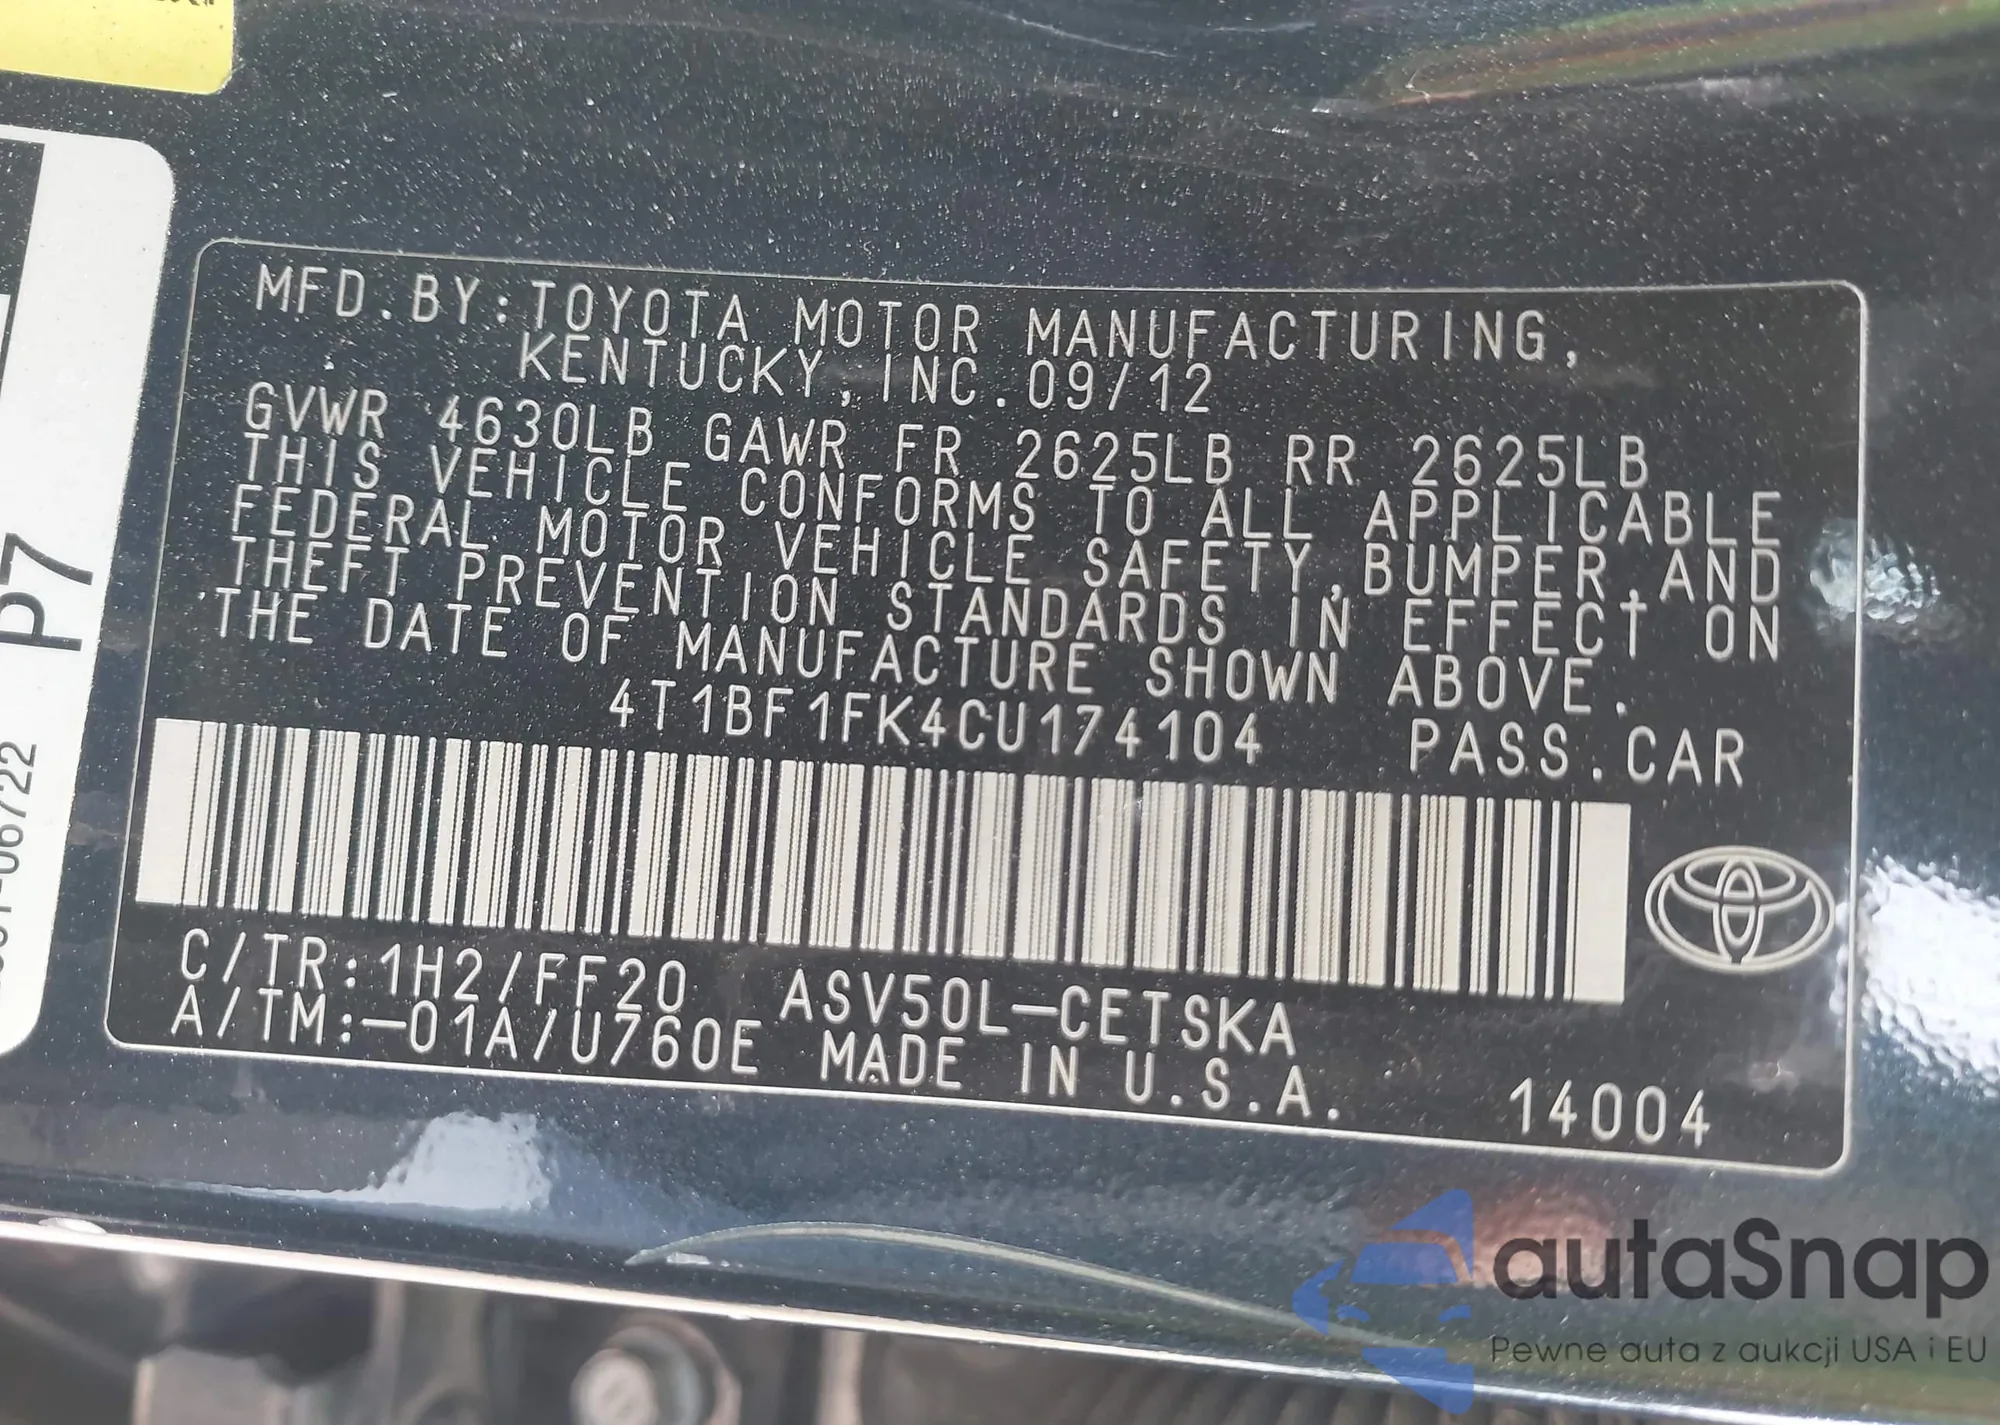 MFD.BY:TOYOTA MOTOR MANUFACTURING,
KENTUCKY, INC.09/12
GVWR 4630LB GAWR FR 2625LB RR 2625LB
THIS VEHICLE CONFORMS TO ALL APPLICABLE
FEDERAL MOTOR VEHICLE SAFETY,BUMPER,AND
THEFT PREVENTION STANDARDS IN EFFECT ON
THE DATE OF MANUFACTURE SHOWN ABOVE.
4T1BF1FK4CU174104 PASS.CAR
C/TR:1H2/FF20 ASV50L-CETSKA
A/TM:-01A/U760E MADE IN U.S.A.
14004
P7
06722
autaSnap
Pewne auta z aukcji USA i EU